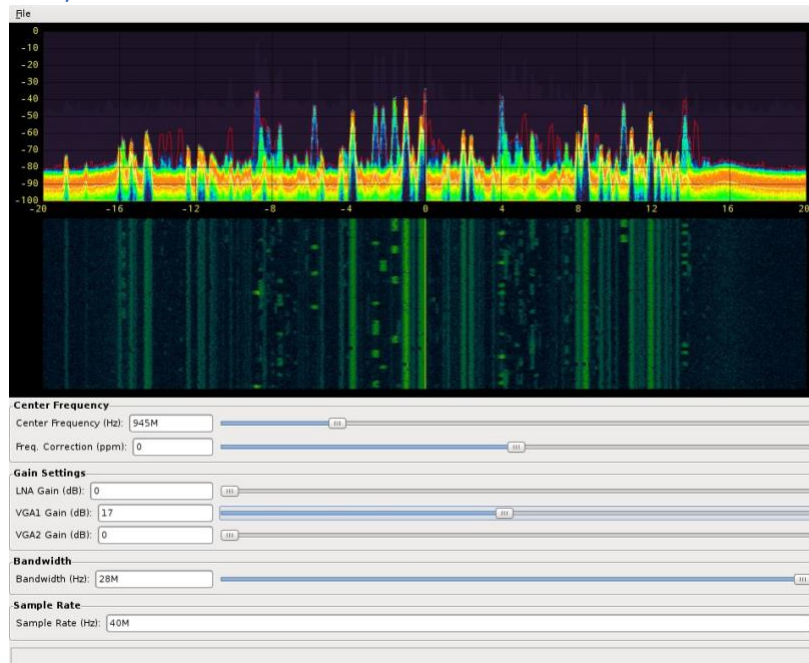 File
0
-10
-20
-30
-40
-50
-60
-70
-80
-90
-100
-20 -16 -12 -8 -4 0 4 8 12 16 20
Center Frequency
Center Frequency (Hz): 945M
Freq. Correction (ppm): 0
Gain Settings
LNA Gain (dB): 0
VGA1 Gain (dB): 17
VGA2 Gain (dB): 0
Bandwidth
Bandwidth (Hz): 28M
Sample Rate
Sample Rate (Hz): 40M